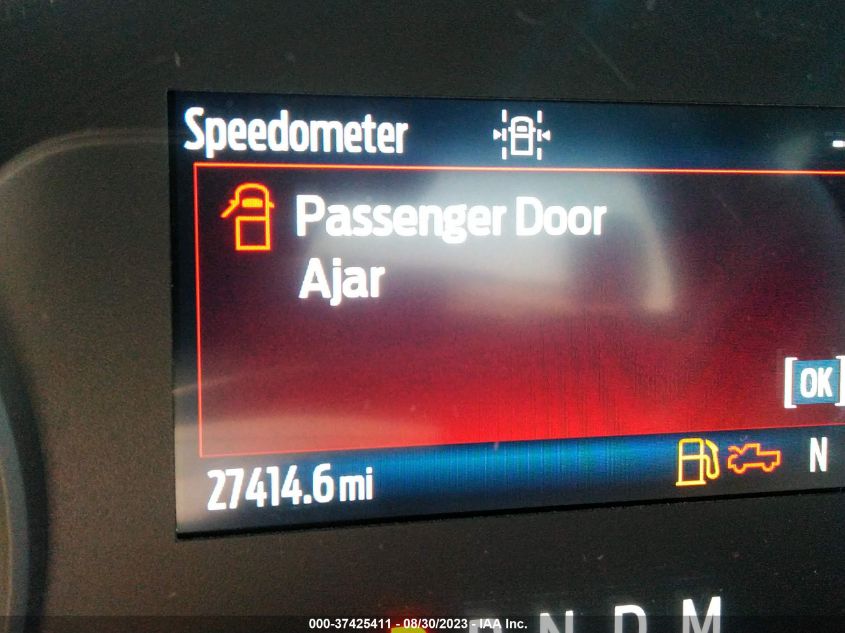 Speedometer
Passenger Door
Ajar
[OK]
27414.6 mi
N
R N D M
000-37425411 - 08/30/2023 - IAA Inc.